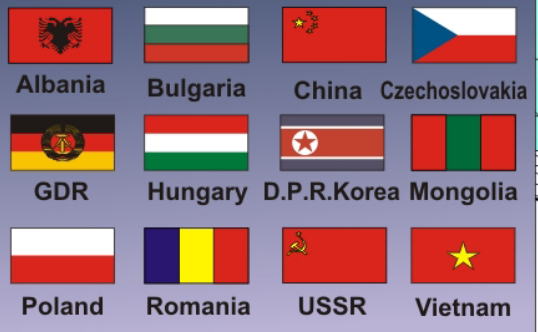 Albania Bulgaria China Czechoslovakia
GDR Hungary D.P.R.Korea Mongolia
Poland Romania USSR Vietnam